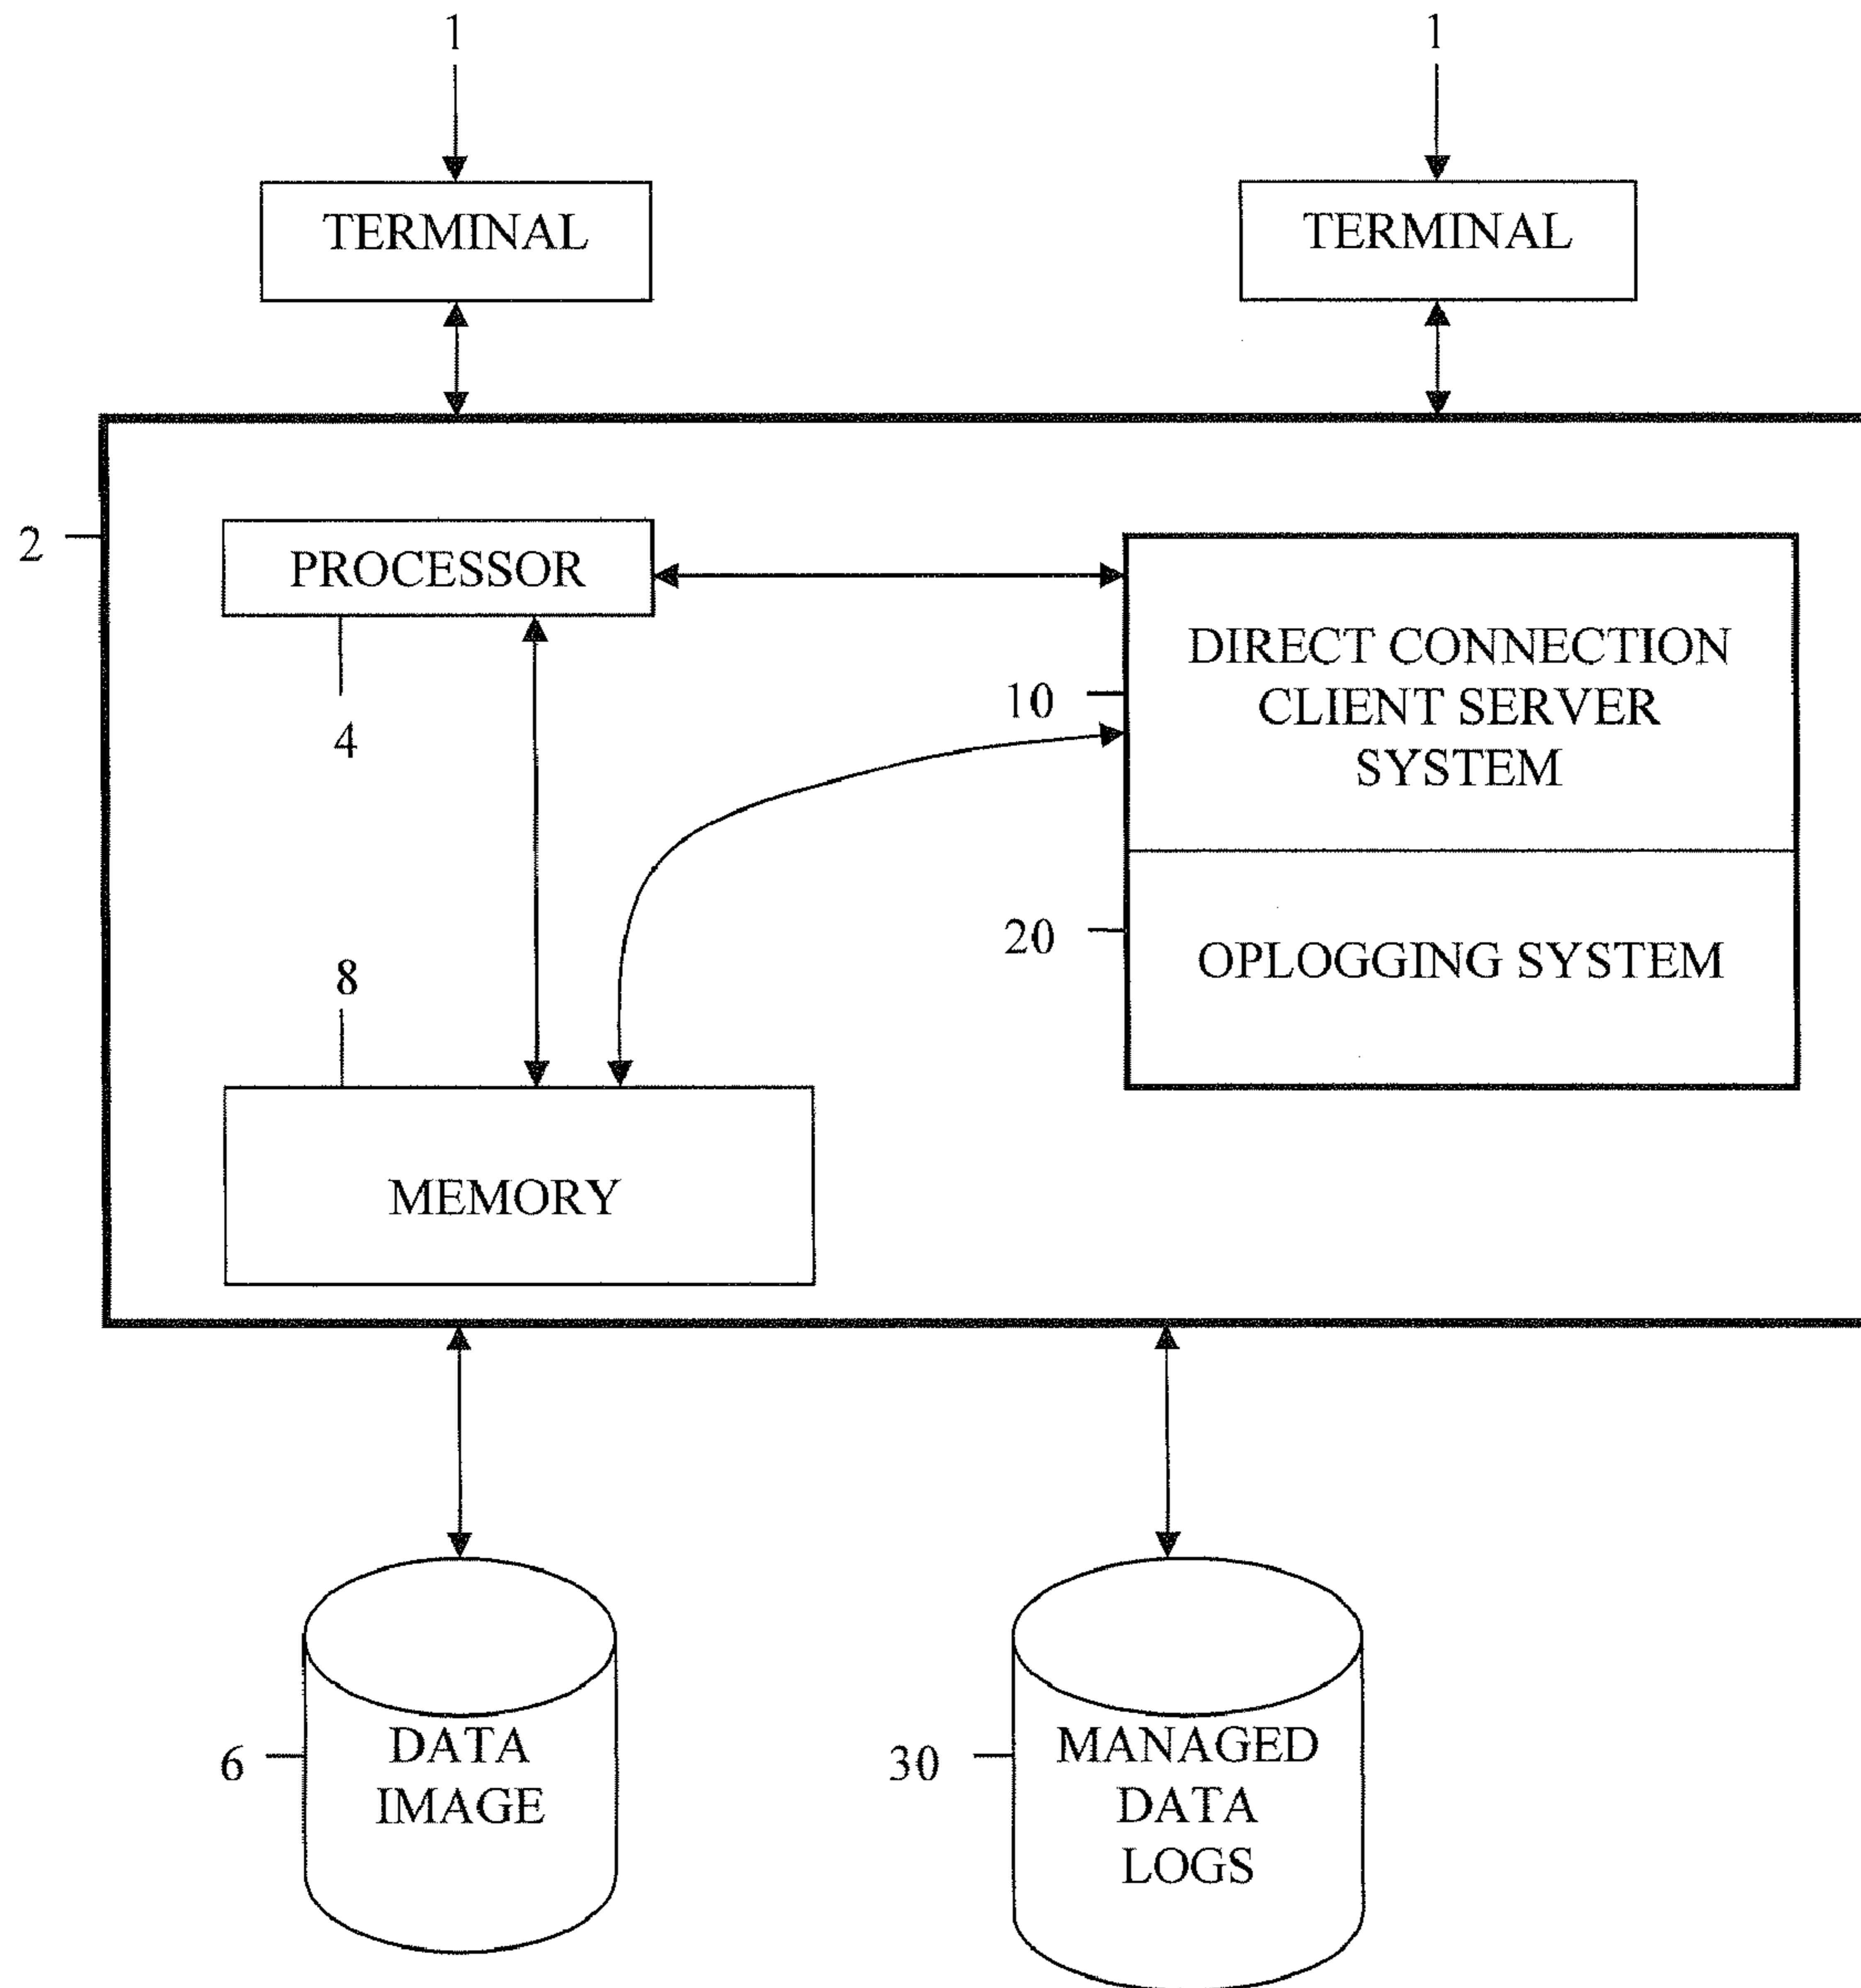 1
1
TERMINAL
TERMINAL
2
PROCESSOR
4
10
DIRECT CONNECTION
CLIENT SERVER
SYSTEM
20
OPLOGGING SYSTEM
8
MEMORY
6
DATA
IMAGE
30
MANAGED
DATA
LOGS